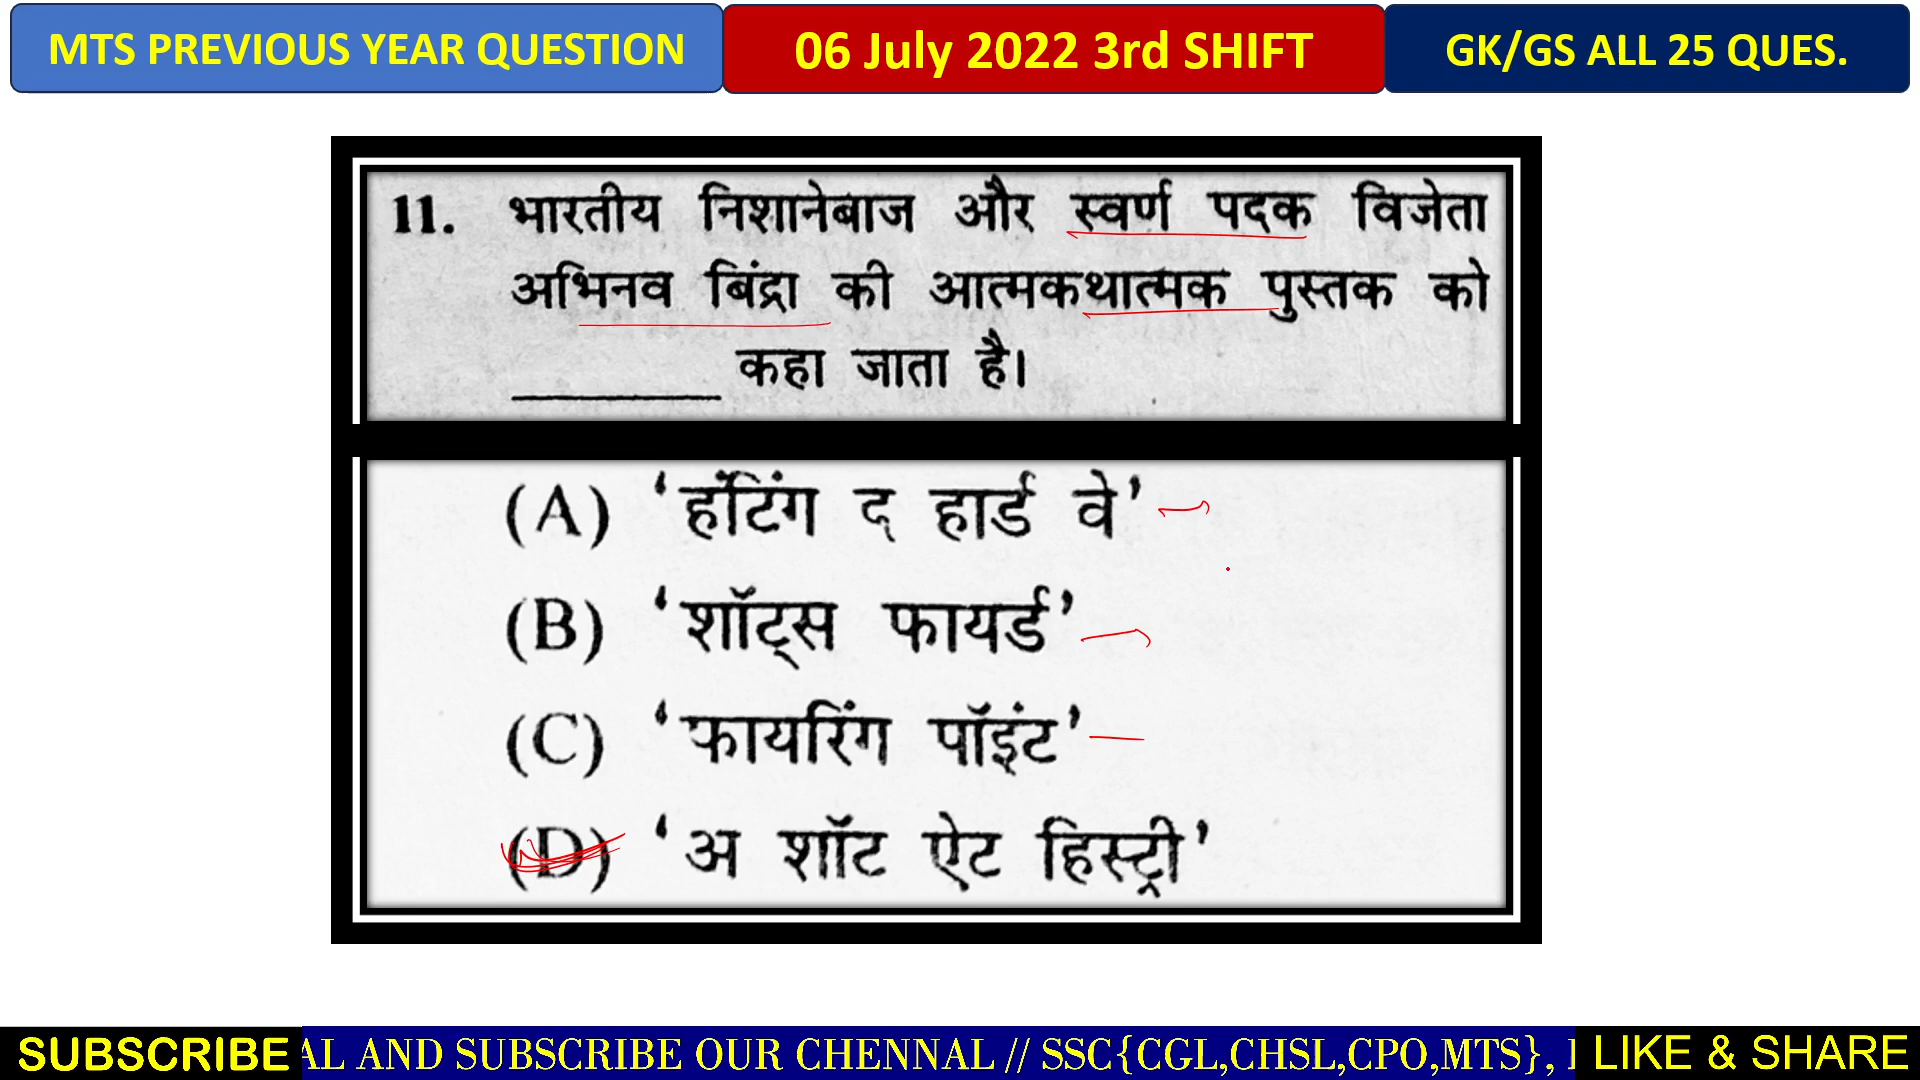 MTS PREVIOUS YEAR QUESTION
06 July 2022 3rd SHIFT
GK/GS ALL 25 QUES.
11. भारतीय निशानेबाज और स्वर्ण पदक विजेता
अभिनव बिंद्रा की आत्मकथात्मक पुस्तक को
________ कहा जाता है।
(A) ‘हंटिंग द हार्ड वे’
(B) ‘शॉट्स फायर्ड’
(C) ‘फायरिंग पॉइंट’
(D) ‘अ शॉट ऐट हिस्ट्री’
SUBSCRIBE
AL AND SUBSCRIBE OUR CHENNAL // SSC{CGL,CHSL,CPO,MTS},
LIKE & SHARE